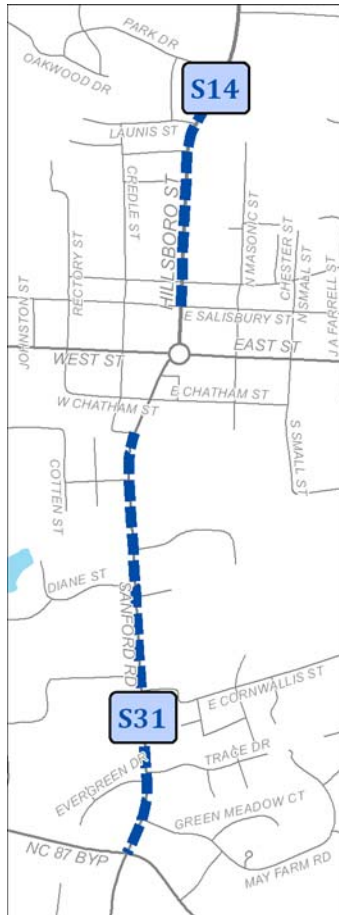 PARK DR
OAKWOOD DR
S14
LAUNIS ST
CREDLE ST
HILLSBORO ST
N MASONIC ST
CHESTER ST
N SMALL ST
J A FARRELL ST
RECTORY ST
JOHNSTON ST
E SALISBURY ST
WEST ST
EAST ST
E CHATHAM ST
W CHATHAM ST
S SMALL ST
COTTEN ST
DIANE ST
SANFORD RD
E CORNWALLIS ST
S31
TRACE DR
EVERGREEN DR
GREEN MEADOW CT
NC 87 BYP
MAY FARM RD